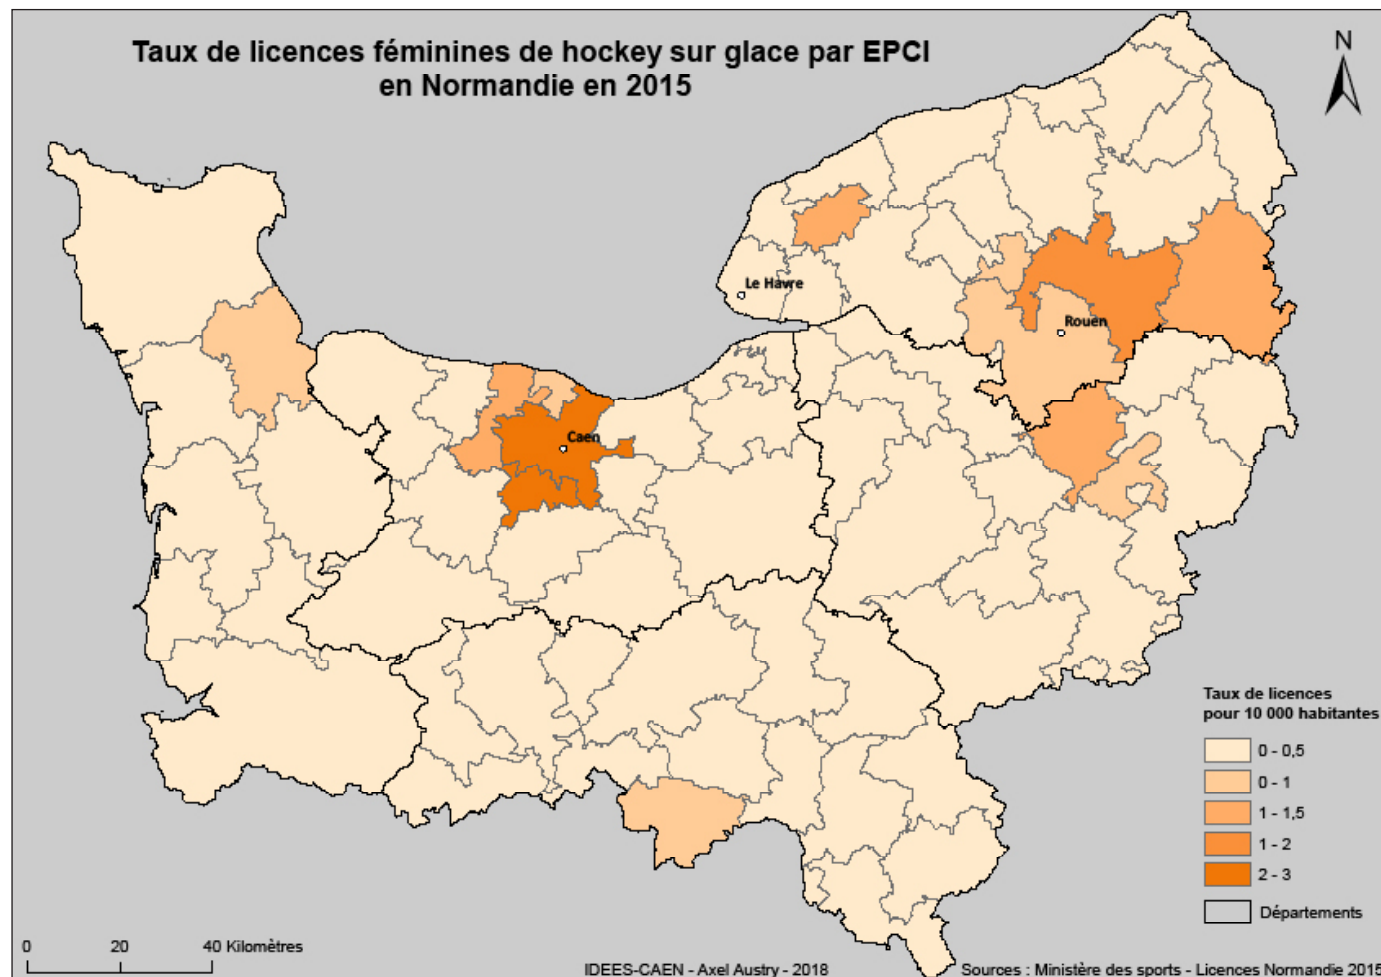 Taux de licences féminines de hockey sur glace par EPCI
en Normandie en 2015
N
Le Havre
Rouen
Caen
Taux de licences
pour 10 000 habitantes
0 - 0,5
0 - 1
1 - 1,5
1 - 2
2 - 3
Départements
0 20 40 Kilomètres
IDEES-CAEN - Axel Austry - 2018 Sources : Ministère des sports - Licences Normandie 2015